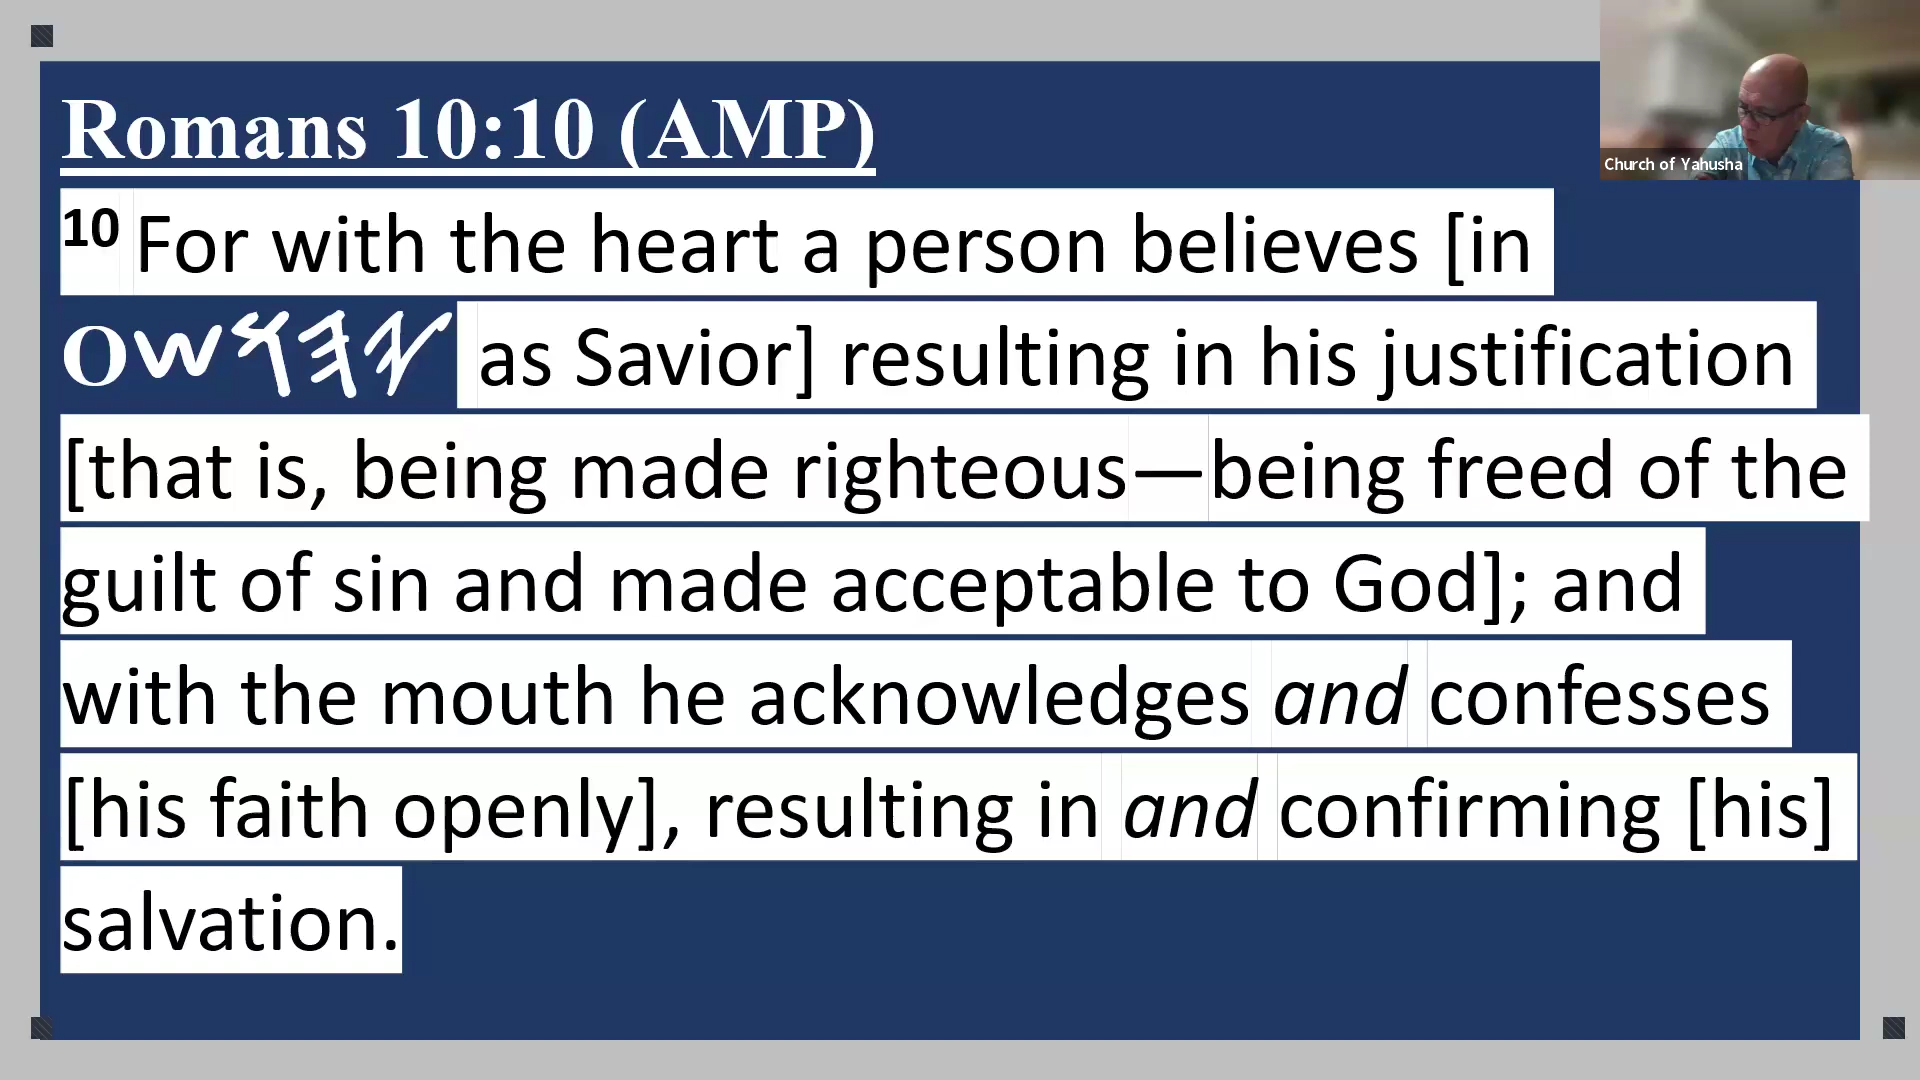 Romans 10:10 (AMP)
10 For with the heart a person believes [in
𐤉𐤄𐤅𐤔𐤏 as Savior] resulting in his justification
[that is, being made righteous—being freed of the
guilt of sin and made acceptable to God]; and
with the mouth he acknowledges and confesses
[his faith openly], resulting in and confirming [his]
salvation.
Church of Yahusha